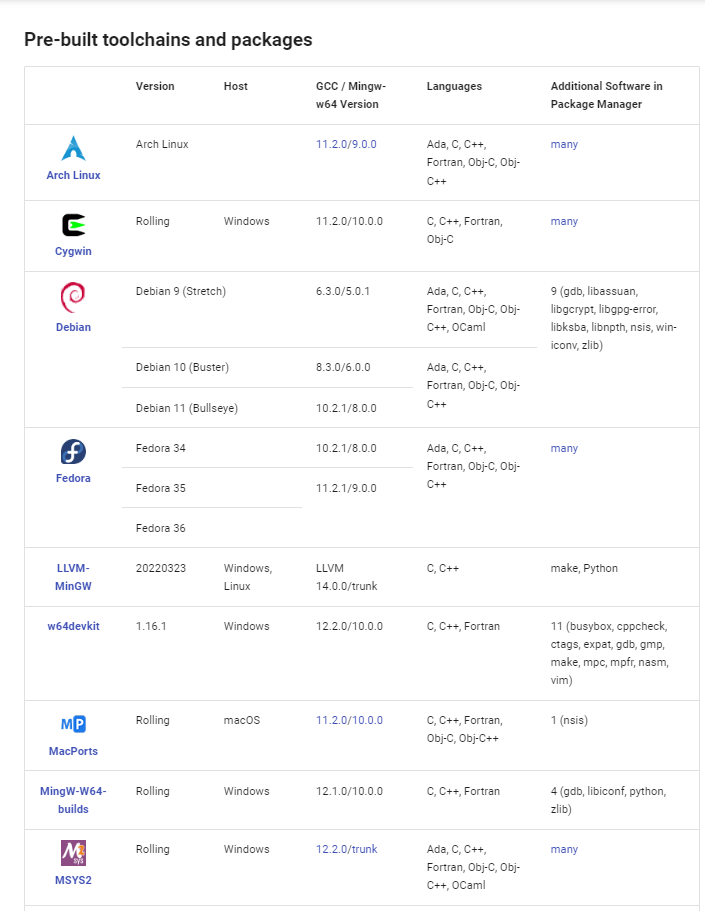 Pre-built toolchains and packages
Version Host GCC / Mingw- Languages Additional Software in
w64 Version Package Manager
Arch Linux 11.2.0/9.0.0 Ada, C, C++, many
Fortran, Obj-C, Obj-
Arch Linux
C++
Rolling Windows 11.2.0/10.0.0 C, C++, Fortran, many
Obj-C
Cygwin
Debian 9 (Stretch) 6.3.0/5.0.1 Ada, C, C++, 9 (gdb, libassuan,
Fortran, Obj-C, Obj- libgcrypt, libgpg-error,
Debian C++, OCaml libksba, libnpth, nsis, win-
iconv, zlib)
Debian 10 (Buster) 8.3.0/6.0.0 Ada, C, C++,
Fortran, Obj-C, Obj-
Debian 11 (Bullseye) 10.2.1/8.0.0 C++
Fedora 34 10.2.1/8.0.0 Ada, C, C++, many
Fortran, Obj-C, Obj-
Fedora
Fedora 35 11.2.1/9.0.0 C++
Fedora 36
LLVM- 20220323 Windows, LLVM C, C++ make, Python
MinGW Linux 14.0.0/trunk
w64devkit 1.16.1 Windows 12.2.0/10.0.0 C, C++, Fortran 11 (busybox, cppcheck,
ctags, expat, gdb, gmp,
make, mpc, mpfr, nasm,
vim)
MP Rolling macOS 11.2.0/10.0.0 C, C++, Fortran, 1 (nsis)
Obj-C, Obj-C++
MacPorts
MingW-W64- Rolling Windows 12.1.0/10.0.0 C, C++, Fortran 4 (gdb, libiconf, python,
builds zlib)
M sys Rolling Windows 12.2.0/trunk Ada, C, C++, many
Fortran, Obj-C, Obj-
MSYS2 C++, OCaml